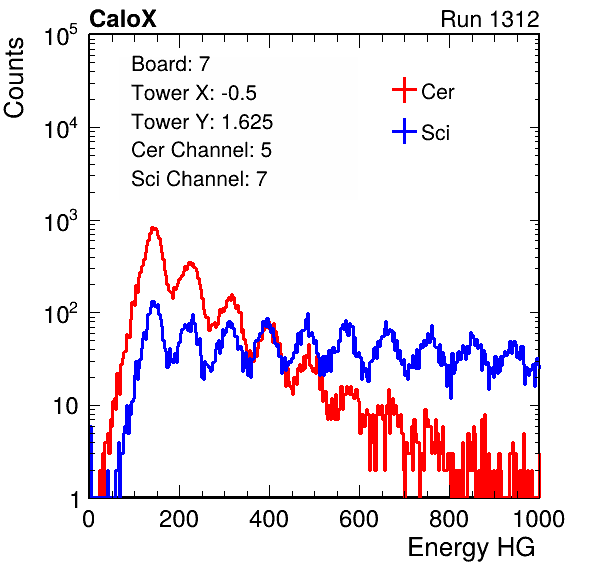 CaloX Run 1312
Counts
10^5
10^4
10^3
10^2
10
1
Board: 7
Tower X: -0.5
Tower Y: 1.625
Cer Channel: 5
Sci Channel: 7
Cer
Sci
0 200 400 600 800 1000
Energy HG